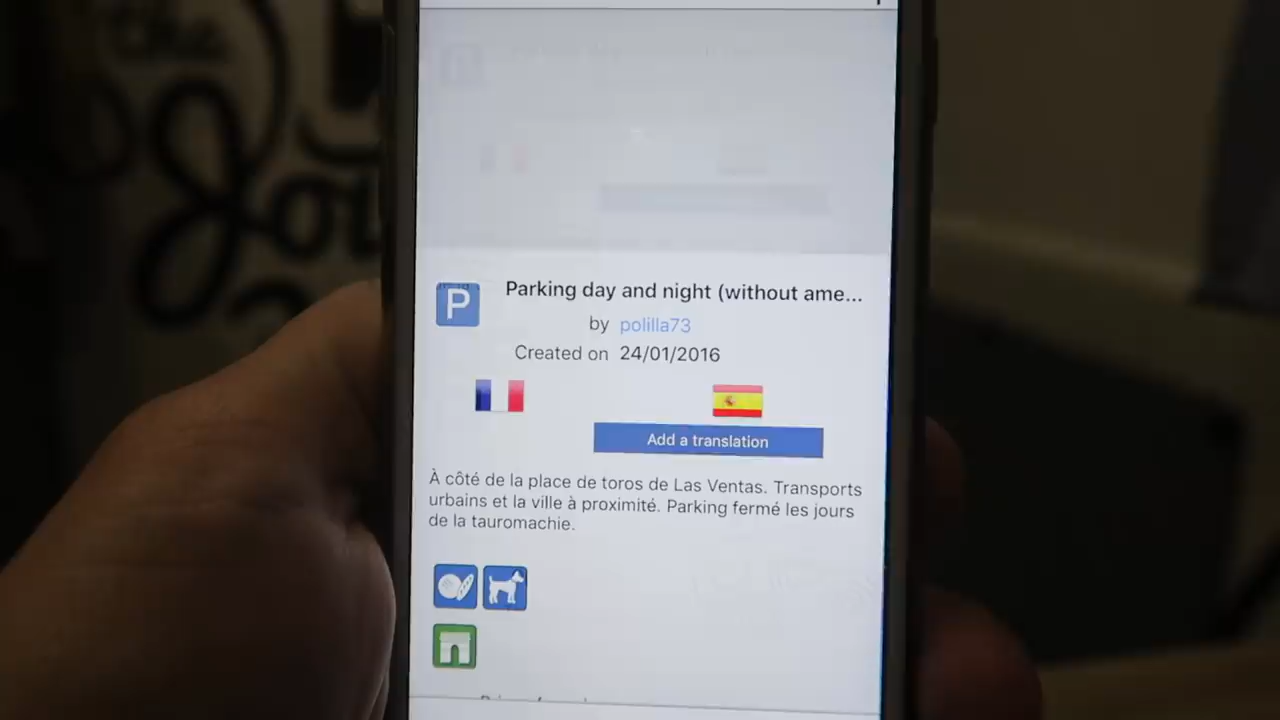 P
Parking day and night (without ame...
by polilla73
Created on 24/01/2016
Add a translation
À côté de la place de toros de Las Ventas. Transports
urbains et la ville à proximité. Parking fermé les jours
de la tauromachie.